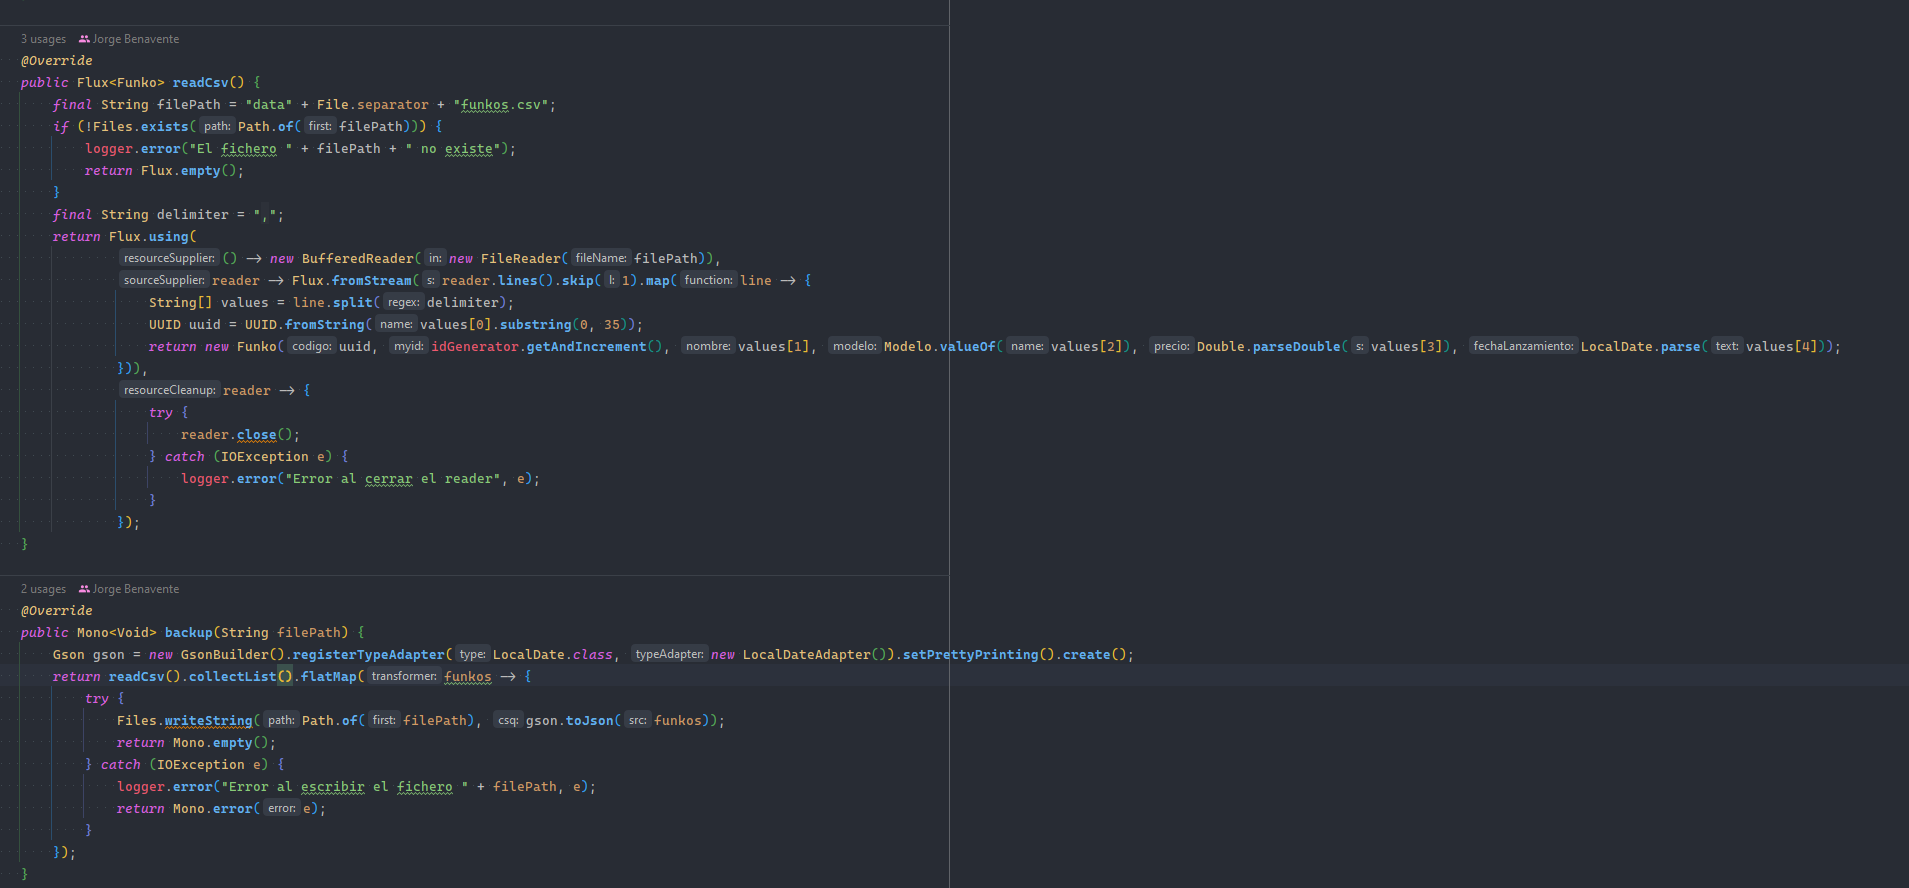 3 usages Jorge Benavente
@Override
public Flux<Funko> readCsv() {
final String filePath = "data" + File.separator + "funkos.csv";
if (!Files.exists( path: Path.of( first: filePath))) {
logger.error("El fichero " + filePath + " no existe");
return Flux.empty();
}
final String delimiter = ",";
return Flux.using(
resourceSupplier: () → new BufferedReader( in: new FileReader( fileName: filePath)),
sourceSupplier: reader → Flux.fromStream( s: reader.lines().skip( l: 1).map( function: line → {
String[] values = line.split( regex: delimiter);
UUID uuid = UUID.fromString( name: values[0].substring(0, 35));
return new Funko( codigo: uuid, myid: idGenerator.getAndIncrement(), nombre: values[1], modelo: Modelo.valueOf( name: values[2]), precio: Double.parseDouble( s: values[3]), fechaLanzamiento: LocalDate.parse( text: values[4]));
})),
resourceCleanup: reader → {
try {
reader.close();
} catch (IOException e) {
logger.error("Error al cerrar el reader", e);
}
});
}
2 usages Jorge Benavente
@Override
public Mono<Void> backup(String filePath) {
Gson gson = new GsonBuilder().registerTypeAdapter( type: LocalDate.class, typeAdapter: new LocalDateAdapter()).setPrettyPrinting().create();
return readCsv().collectList().flatMap( transformer: funkos → {
try {
Files.writeString( path: Path.of( first: filePath), csq: gson.toJson( src: funkos));
return Mono.empty();
} catch (IOException e) {
logger.error("Error al escribir el fichero " + filePath, e);
return Mono.error( error: e);
}
});
}